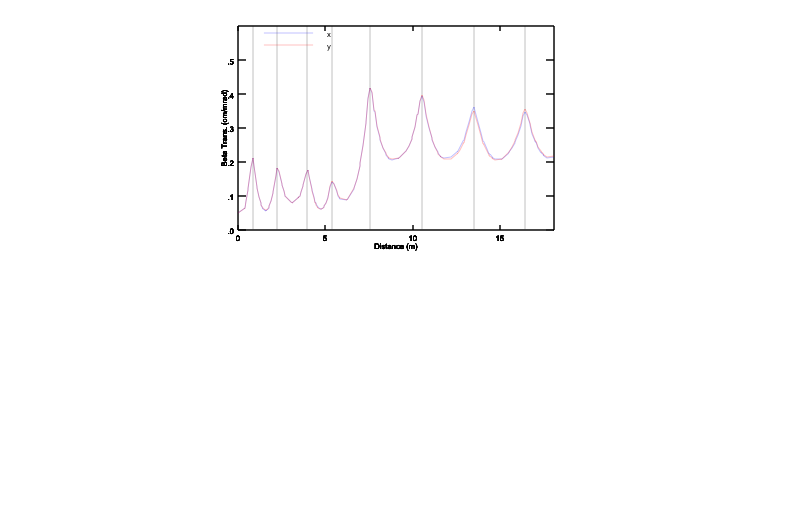 x
y
.5
.4
.3
.2
.1
.0
Beta Trans. (cm/mrad)
0 5 10 15
Distance (m)